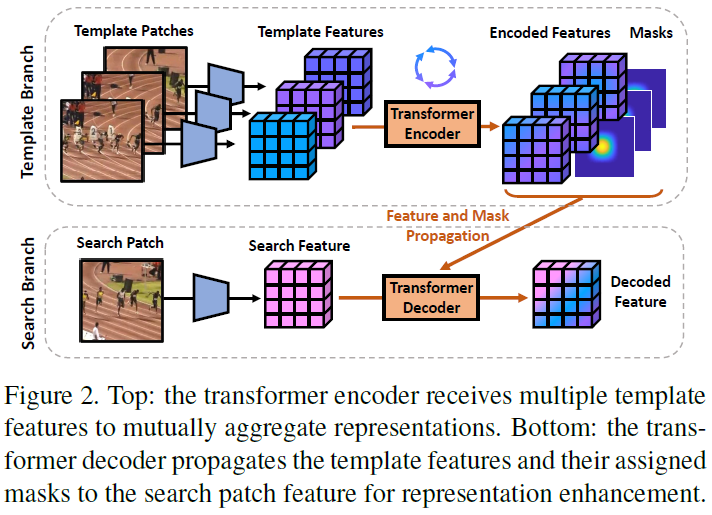 Template Branch
Template Patches
Template Features
Encoded Features
Masks
Transformer
Encoder
Feature and Mask
Propagation
Search Branch
Search Patch
Search Feature
Transformer
Decoder
Decoded
Feature
Figure 2. Top: the transformer encoder receives multiple template
features to mutually aggregate representations. Bottom: the trans-
former decoder propagates the template features and their assigned
masks to the search patch feature for representation enhancement.